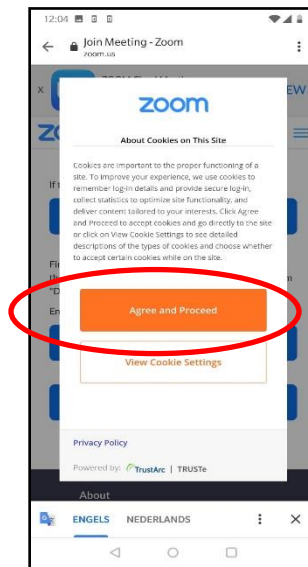 12:04
Join Meeting - Zoom
zoom.us
x
EW
zoom
About Cookies on This Site
Cookies are important to the proper functioning of a
site. To improve your experience, we use cookies to
remember log-in details and provide secure log-in,
collect statistics to optimize site functionality, and
deliver content tailored to your interests. Click Agree
and Proceed to accept cookies and go directly to the site
or click on View Cookie Settings to see detailed
descriptions of the types of cookies and choose whether
to accept certain cookies while on the site.
Agree and Proceed
View Cookie Settings
Privacy Policy
Powered by: TrustArc | TRUSTe
About
ENGELS NEDERLANDS